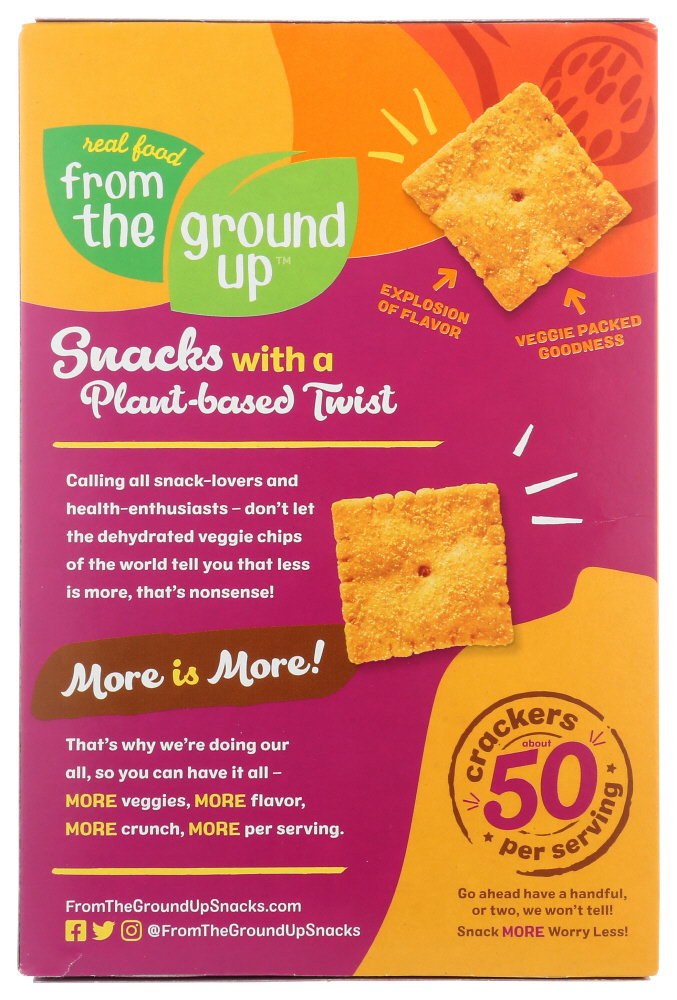 real food
from
the
ground
up™
EXPLOSION
OF FLAVOR
VEGGIE PACKED
GOODNESS
Snacks with a
Plant-based Twist
Calling all snack-lovers and
health-enthusiasts – don't let
the dehydrated veggie chips
of the world tell you that less
is more, that's nonsense!
More is More!
That's why we're doing our
all, so you can have it all –
MORE veggies, MORE flavor,
MORE crunch, MORE per serving.
FromTheGroundUpSnacks.com
@FromTheGroundUpSnacks
crackers
about
50
per serving
Go ahead have a handful,
or two, we won't tell!
Snack MORE Worry Less!